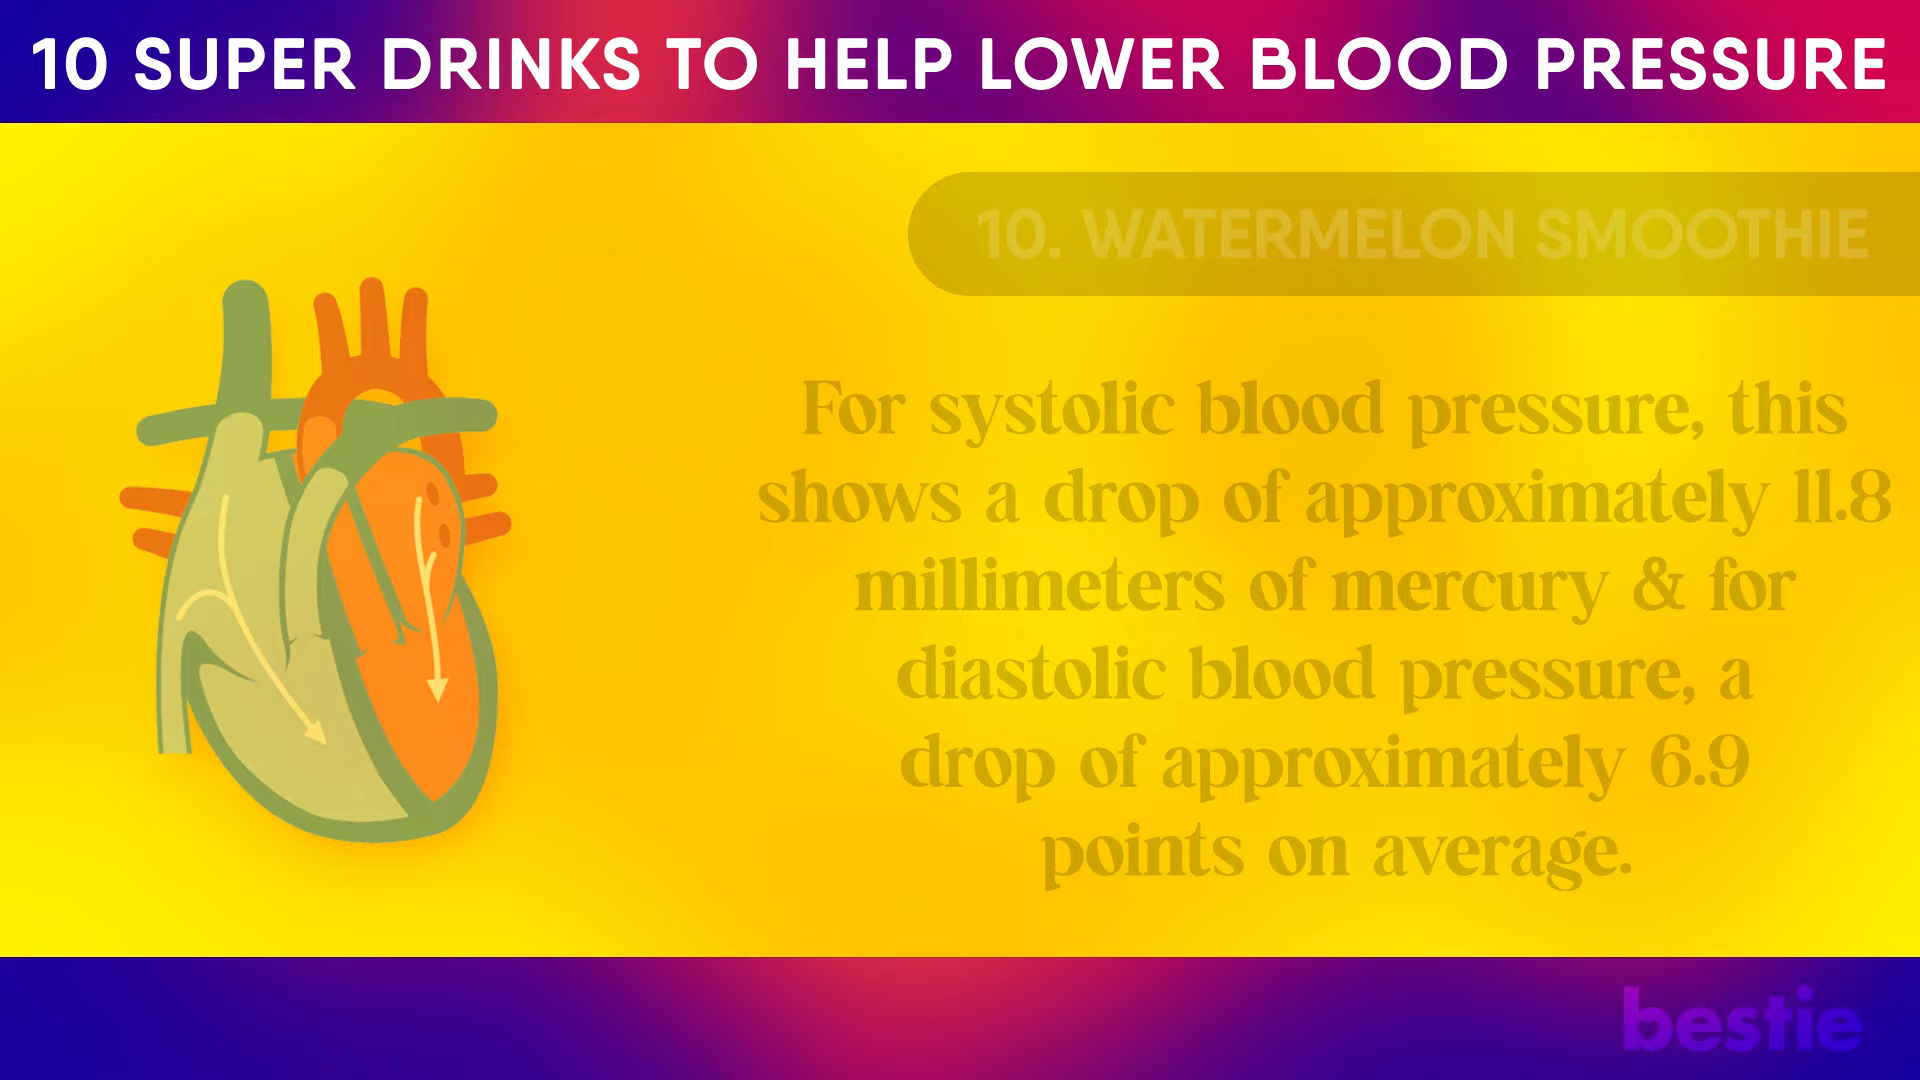 10 SUPER DRINKS TO HELP LOWER BLOOD PRESSURE
10. WATERMELON SMOOTHIE
For systolic blood pressure, this
shows a drop of approximately 11.8
millimeters of mercury & for
diastolic blood pressure, a
drop of approximately 6.9
points on average.
bestie